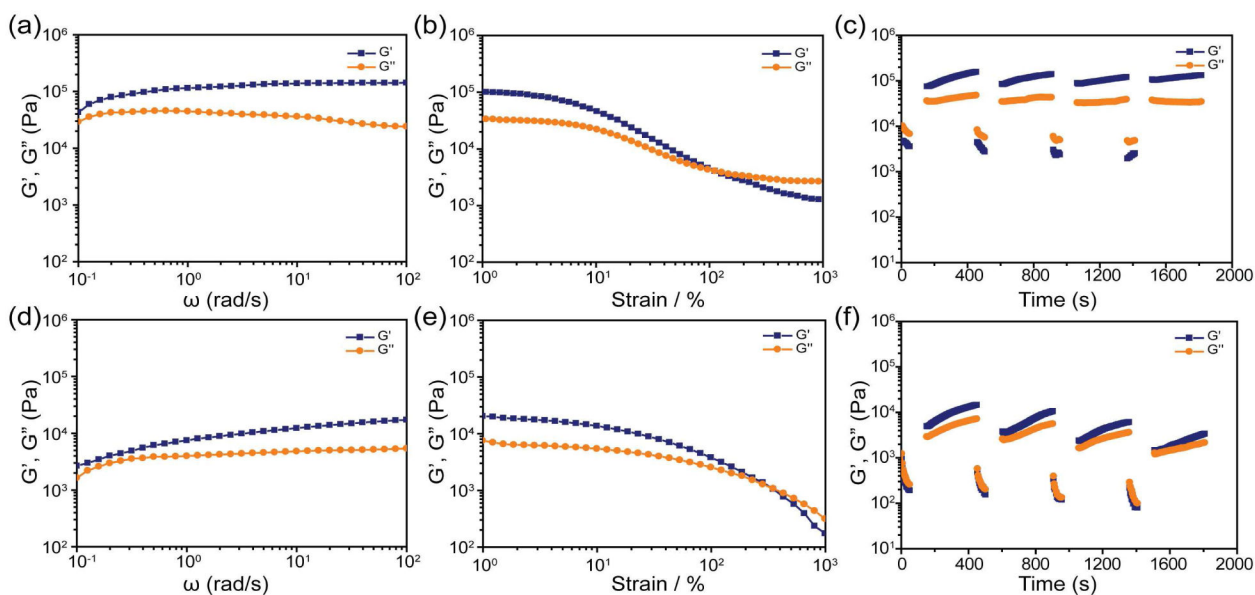 (a)
10⁶
10⁵
10⁴
10³
10²
G', G'' (Pa)
G'
G''
10⁻¹
10⁰
10¹
10²
ω (rad/s)
(b)
10⁶
10⁵
10⁴
10³
10²
G', G'' (Pa)
G'
G''
10⁰
10¹
10²
10³
Strain / %
(c)
10⁶
10⁵
10⁴
10³
10²
10¹
G', G'' (Pa)
G'
G''
0
400
800
1200
1600
2000
Time (s)
(d)
10⁶
10⁵
10⁴
10³
10²
G', G'' (Pa)
G'
G''
10⁻¹
10⁰
10¹
10²
ω (rad/s)
(e)
10⁶
10⁵
10⁴
10³
10²
G', G'' (Pa)
G'
G''
10⁰
10¹
10²
10³
Strain / %
(f)
10⁶
10⁵
10⁴
10³
10²
10¹
G', G'' (Pa)
G'
G''
0
400
800
1200
1600
2000
Time (s)